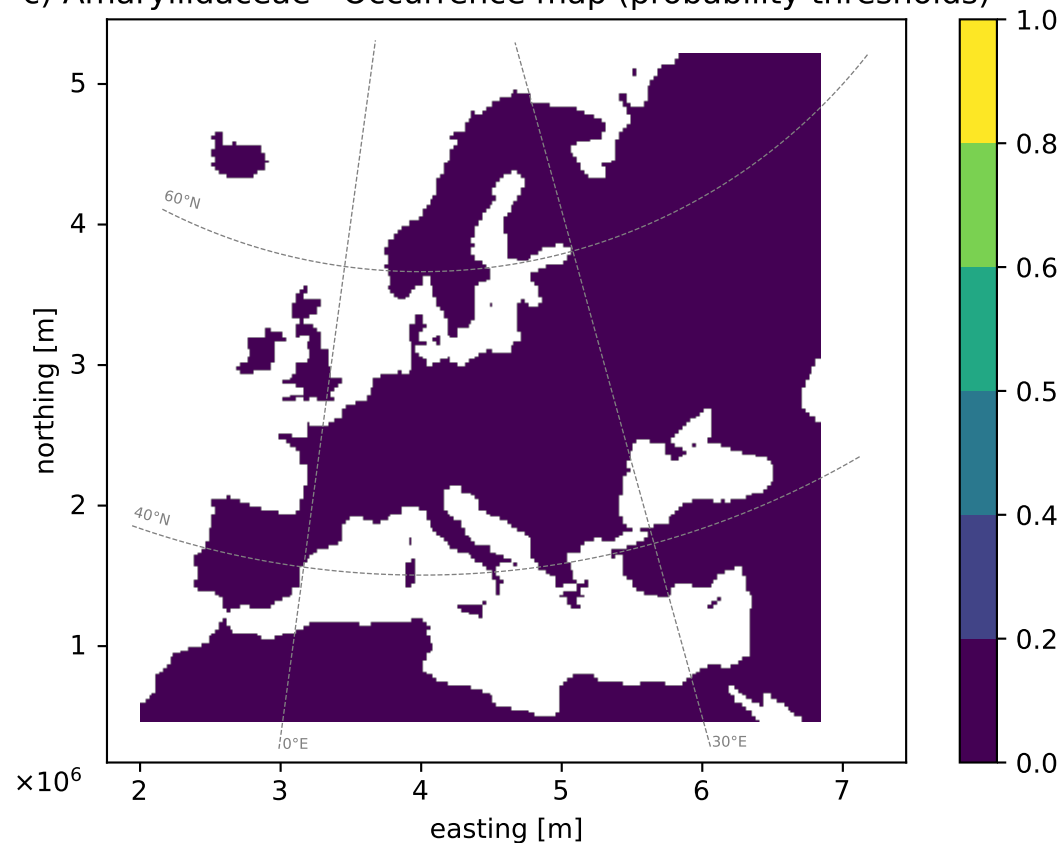 c) Amaryllidaceae - Occurrence map (probability thresholds)
1.0
0.8
0.6
0.5
0.4
0.2
0.0
5
4
3
2
1
northing [m]
60°N
40°N
0°E
30°E
×10⁶
2 3 4 5 6 7
easting [m]